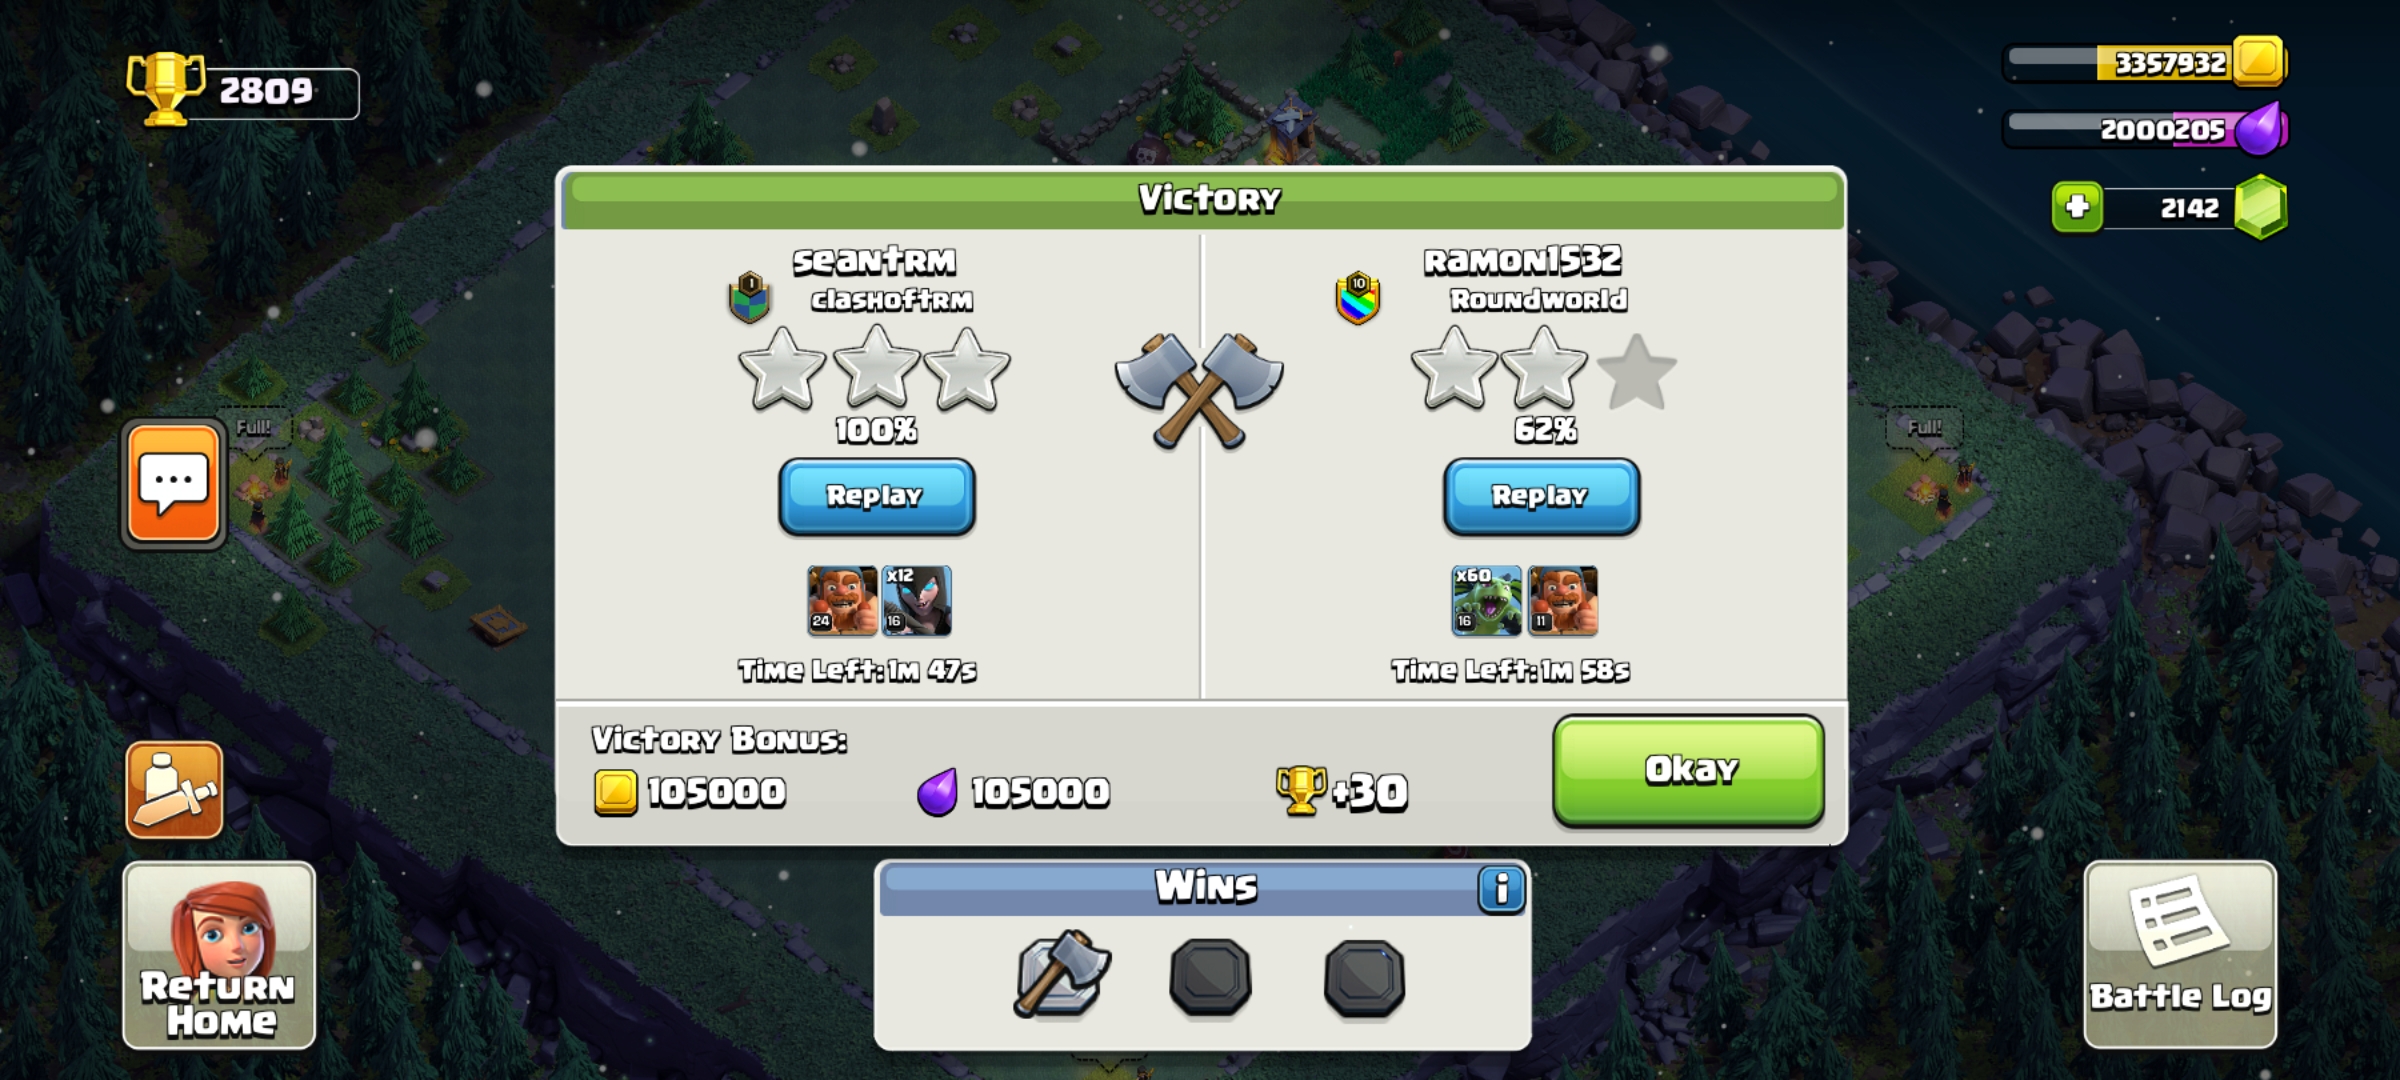 2809
3357932
2000205
2142
Victory
seantRM
clashoftRM
1
100%
Replay
24
x12
16
Time Left: 1m 47s
Ramon1532
Roundworld
10
62%
Replay
x60
16
11
Time Left: 1m 58s
Full!
Full!
Victory Bonus:
105000
105000
+30
Okay
Wins
i
Return
Home
Battle Log